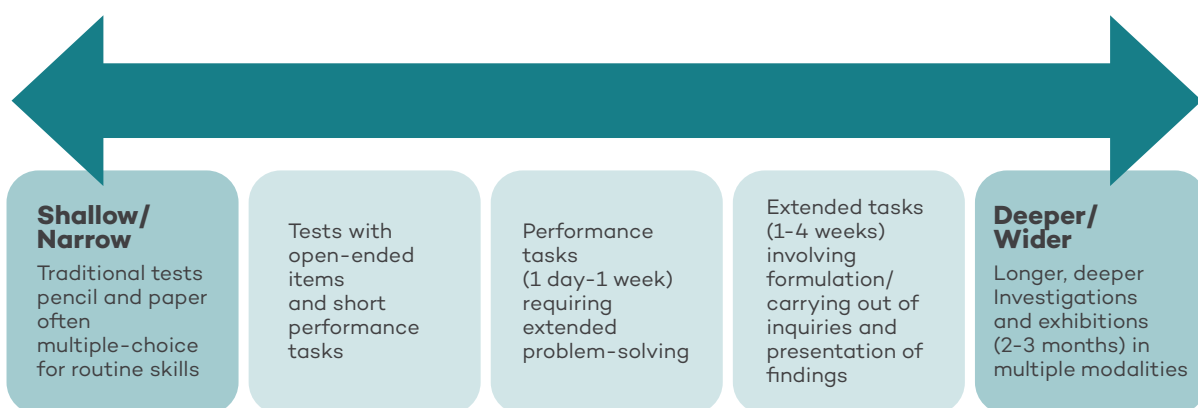 Shallow/
Narrow
Traditional tests
pencil and paper
often
multiple-choice
for routine skills
Tests with
open-ended
items
and short
performance
tasks
Performance
tasks
(1 day-1 week)
requiring
extended
problem-solving
Extended tasks
(1-4 weeks)
involving
formulation/
carrying out of
inquiries and
presentation of
findings
Deeper/
Wider
Longer, deeper
Investigations
and exhibitions
(2-3 months) in
multiple modalities